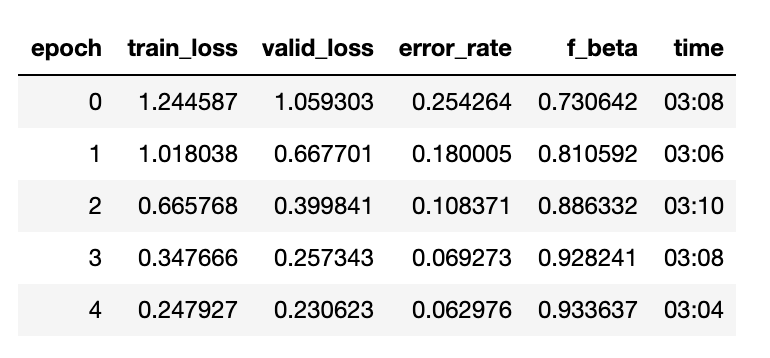 epoch train_loss valid_loss error_rate f_beta time
0 1.244587 1.059303 0.254264 0.730642 03:08
1 1.018038 0.667701 0.180005 0.810592 03:06
2 0.665768 0.399841 0.108371 0.886332 03:10
3 0.347666 0.257343 0.069273 0.928241 03:08
4 0.247927 0.230623 0.062976 0.933637 03:04